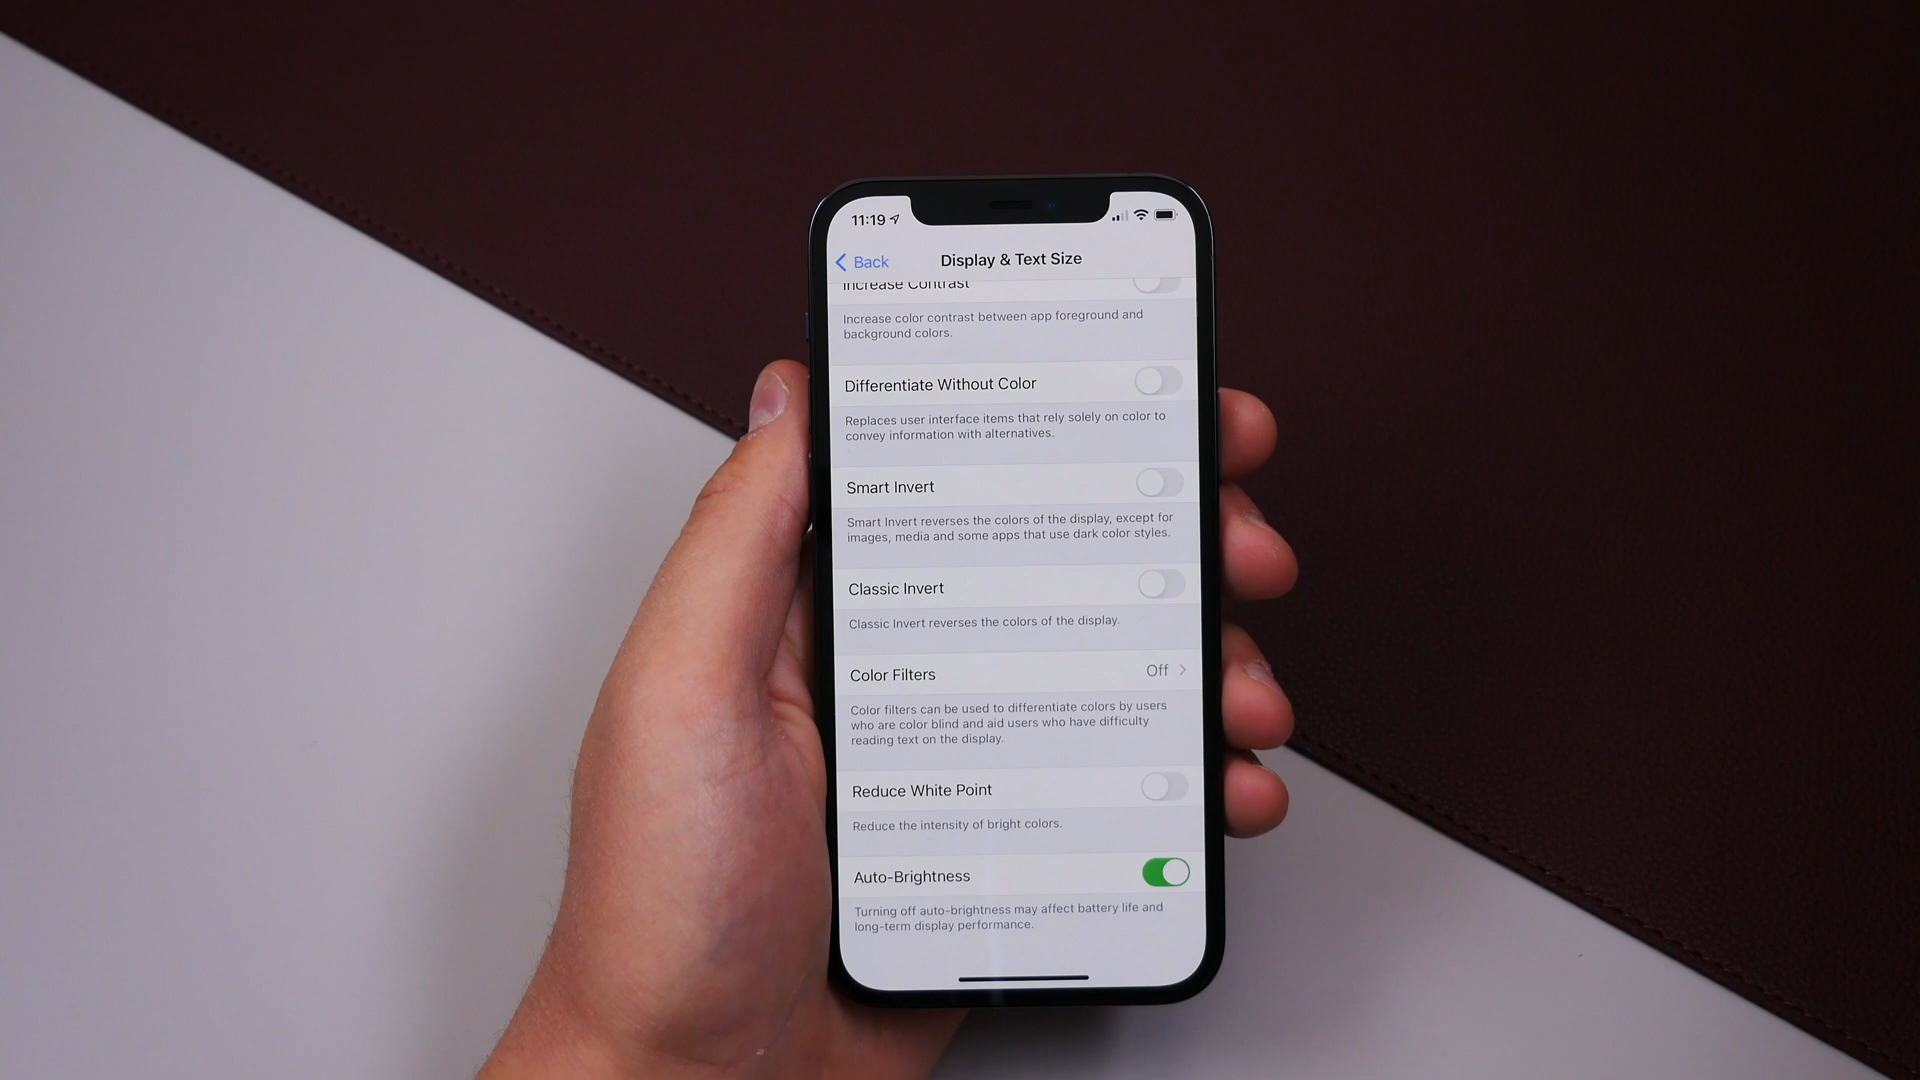 11:19
Back
Display & Text Size
Increase Contrast
Increase color contrast between app foreground and
background colors.
Differentiate Without Color
Replaces user interface items that rely solely on color to
convey information with alternatives.
Smart Invert
Smart Invert reverses the colors of the display, except for
images, media and some apps that use dark color styles.
Classic Invert
Classic Invert reverses the colors of the display.
Color Filters
Off
Color filters can be used to differentiate colors by users
who are color blind and aid users who have difficulty
reading text on the display.
Reduce White Point
Reduce the intensity of bright colors.
Auto-Brightness
Turning off auto-brightness may affect battery life and
long-term display performance.